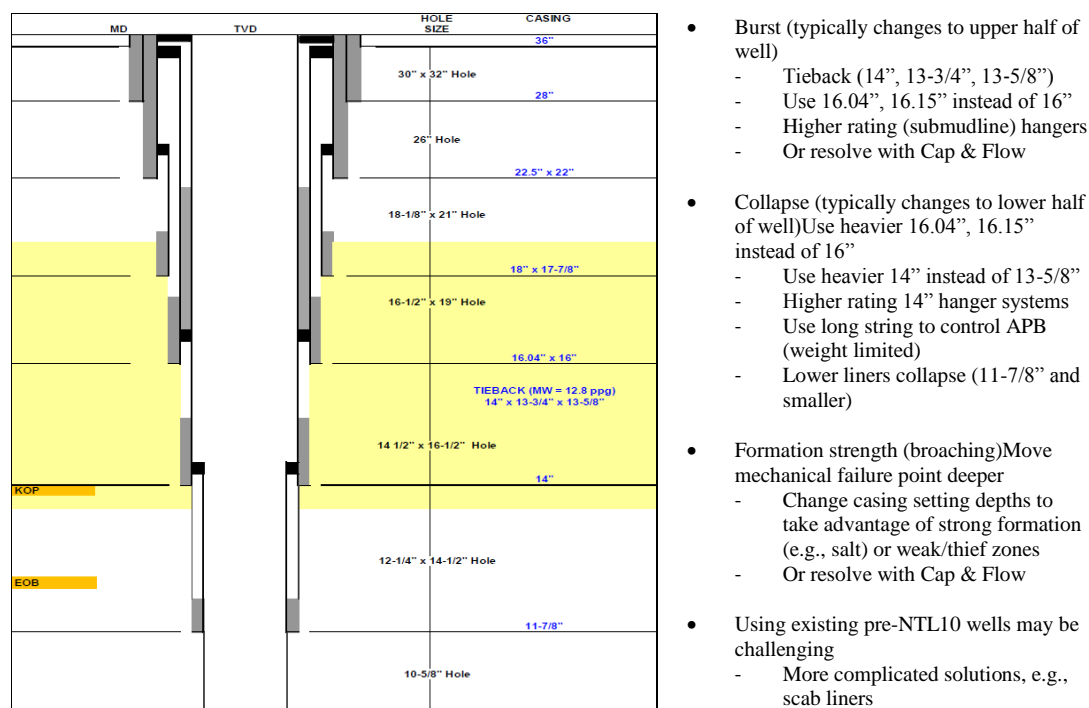 MD TVD HOLE SIZE CASING
36"
30" x 32" Hole
28"
26" Hole
22.5" x 22"
18-1/8" x 21" Hole
18" x 17-7/8"
16-1/2" x 19" Hole
16.04" x 16"
TIEBACK (MW = 12.8 ppg)
14" x 13-3/4" x 13-5/8"
14 1/2" x 16-1/2" Hole
14"
KOP
12-1/4" x 14-1/2" Hole
EOB
11-7/8"
10-5/8" Hole
• Burst (typically changes to upper half of
well)
- Tieback (14”, 13-3/4”, 13-5/8”)
- Use 16.04”, 16.15” instead of 16”
- Higher rating (submudline) hangers
- Or resolve with Cap & Flow
• Collapse (typically changes to lower half
of well)Use heavier 16.04”, 16.15”
instead of 16”
- Use heavier 14” instead of 13-5/8”
- Higher rating 14” hanger systems
- Use long string to control APB
(weight limited)
- Lower liners collapse (11-7/8” and
smaller)
• Formation strength (broaching)Move
mechanical failure point deeper
- Change casing setting depths to
take advantage of strong formation
(e.g., salt) or weak/thief zones
- Or resolve with Cap & Flow
• Using existing pre-NTL10 wells may be
challenging
- More complicated solutions, e.g.,
scab liners